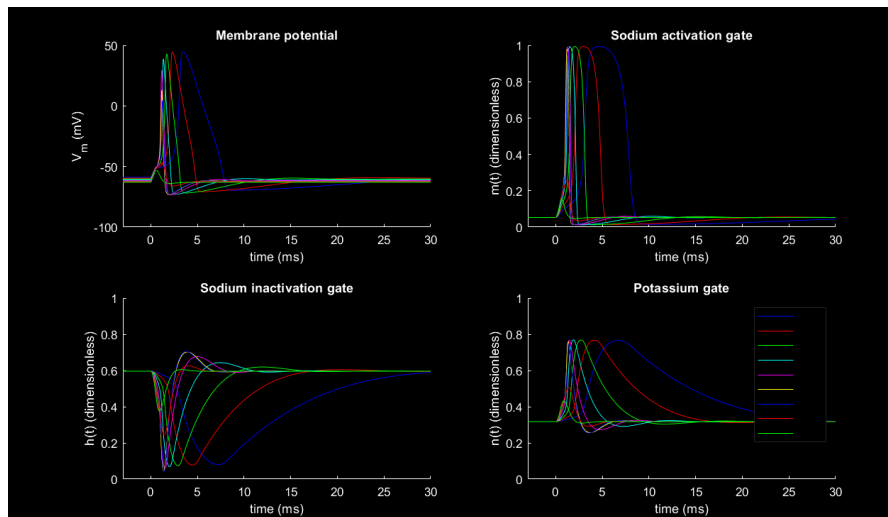 Membrane potential
50
0
-50
-100
V_m (mV)
0 5 10 15 20 25 30
time (ms)
Sodium activation gate
1
0.8
0.6
0.4
0.2
0
m(t) (dimensionless)
0 5 10 15 20 25 30
time (ms)
Sodium inactivation gate
1
0.8
0.6
0.4
0.2
0
h(t) (dimensionless)
0 5 10 15 20 25 30
time (ms)
Potassium gate
1
0.8
0.6
0.4
0.2
0
n(t) (dimensionless)
0 5 10 15 20 25 30
time (ms)